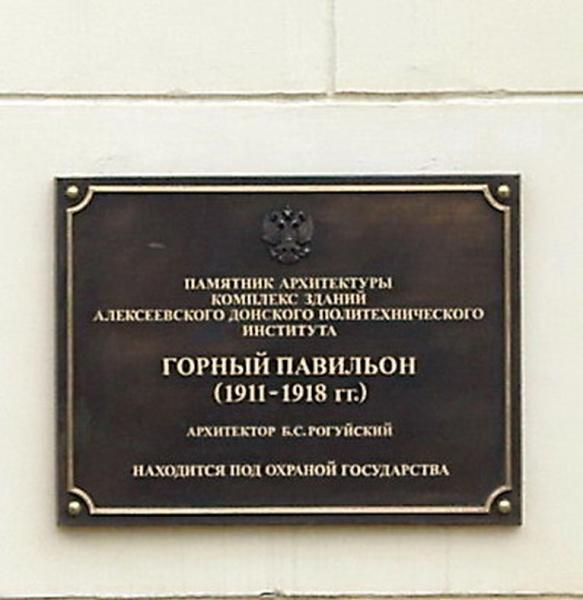 ПАМЯТНИК АРХИТЕКТУРЫ
КОМПЛЕКС ЗДАНИЙ
АЛЕКСЕЕВСКОГО ДОНСКОГО ПОЛИТЕХНИЧЕСКОГО
ИНСТИТУТА
ГОРНЫЙ ПАВИЛЬОН
(1911-1918 гг.)
АРХИТЕКТОР Б.С.РОГУЙСКИЙ
НАХОДИТСЯ ПОД ОХРАНОЙ ГОСУДАРСТВА